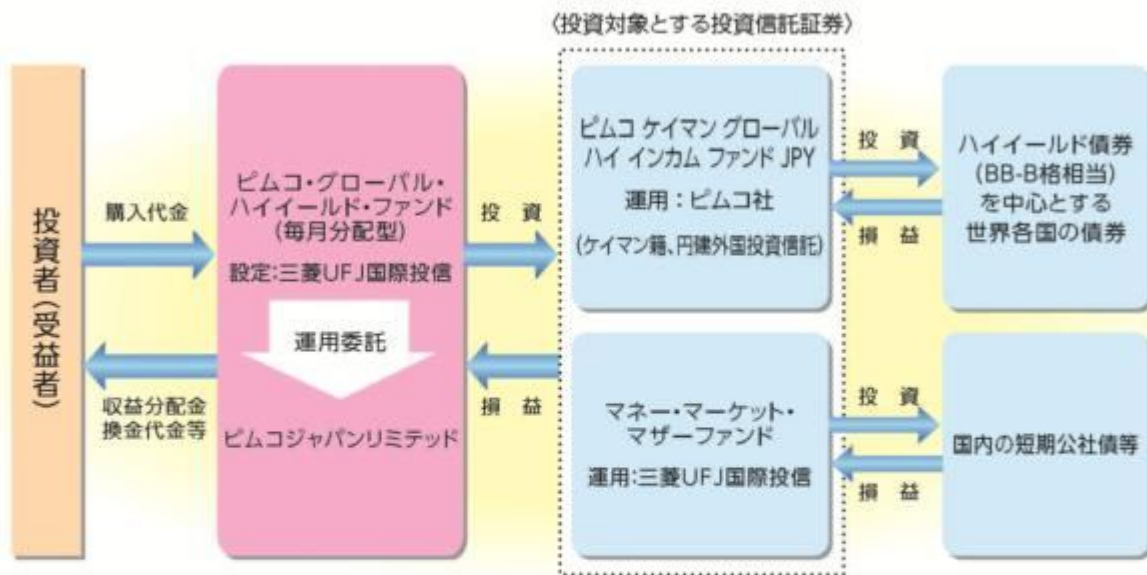 〈投資対象とする投資信託証券〉
投資者(受益者)
購入代金
収益分配金
換金代金等
ピムコ・グローバル・
ハイイールド・ファンド
(毎月分配型)
設定:三菱UFJ国際投信
運用委託
ピムコジャパンリミテッド
投 資
損 益
ピムコ ケイマン グローバル
ハイ インカム ファンド JPY
運用：ピムコ社
(ケイマン籍、円建外国投資信託)
投 資
損 益
ハイイールド債券
(BB-B格相当)
を中心とする
世界各国の債券
マネー・マーケット・
マザーファンド
運用:三菱UFJ国際投信
投 資
損 益
国内の短期公社債等